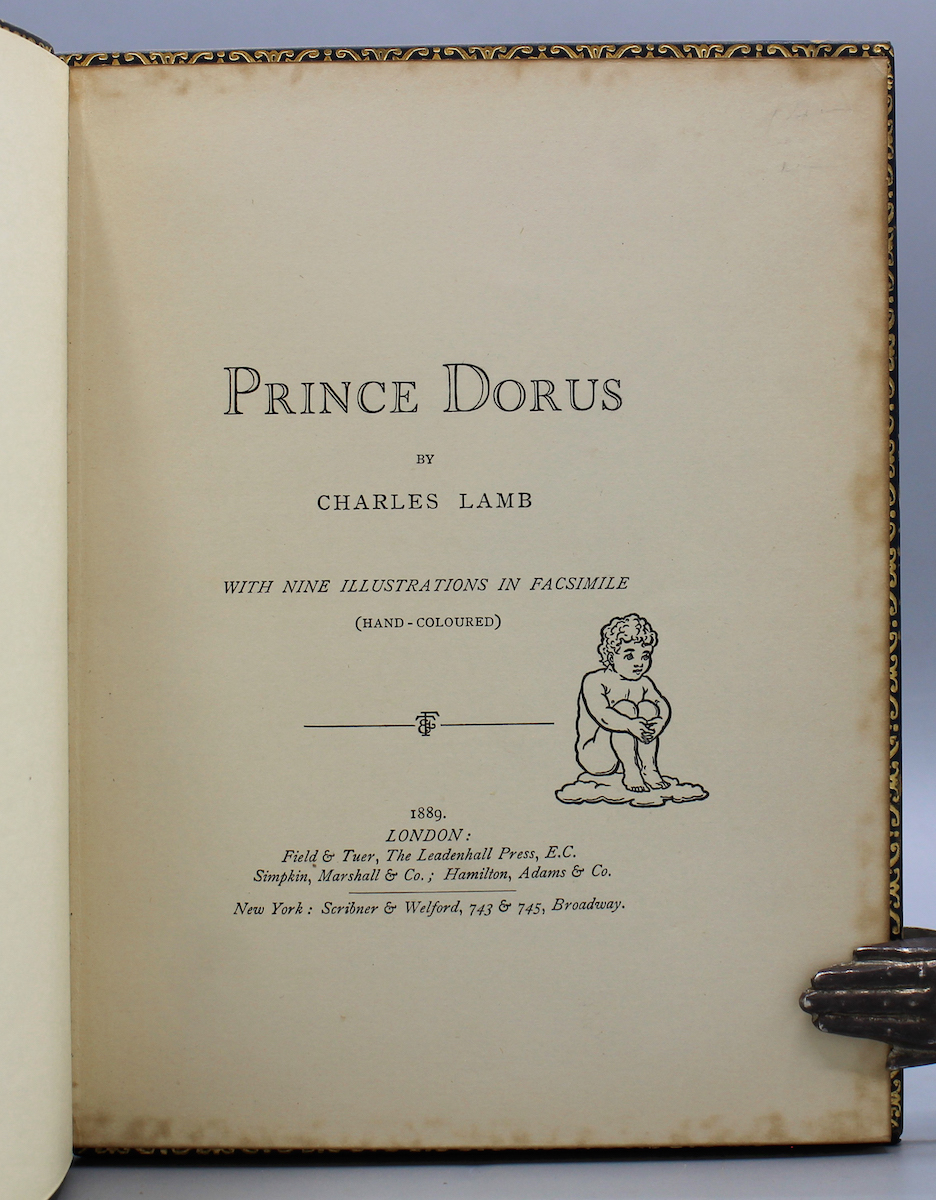 PRINCE DORUS
BY
CHARLES LAMB
WITH NINE ILLUSTRATIONS IN FACSIMILE
(HAND-COLOURED)
1889.
LONDON:
Field & Tuer, The Leadenhall Press, E.C.
Simpkin, Marshall & Co.; Hamilton, Adams & Co.
New York: Scribner & Welford, 743 & 745, Broadway.